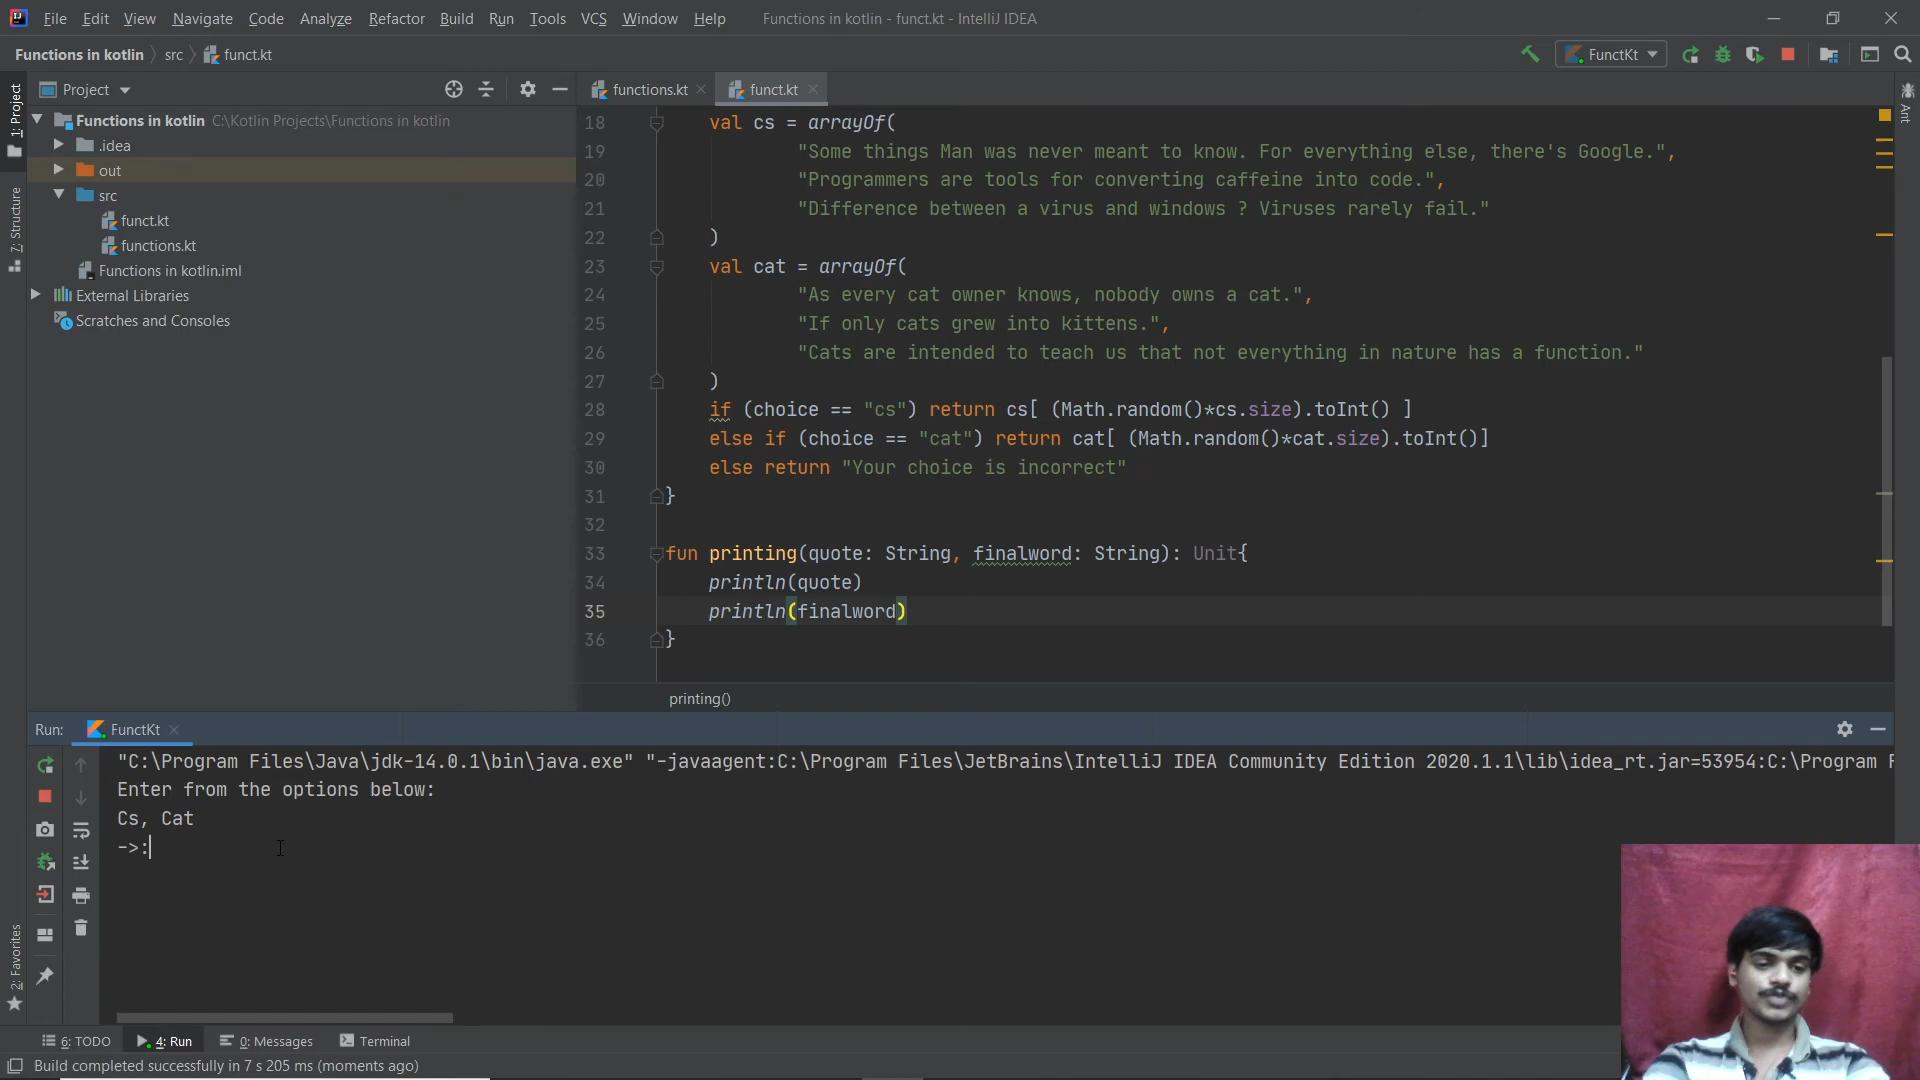 File Edit View Navigate Code Analyze Refactor Build Run Tools VCS Window Help Functions in kotlin - funct.kt - IntelliJ IDEA
Functions in kotlin src funct.kt FunctKt
Project functions.kt funct.kt
1: Project
7: Structure
2: Favorites
Ant
Functions in kotlin C:\Kotlin Projects\Functions in kotlin
.idea
out
src
funct.kt
functions.kt
Functions in kotlin.iml
External Libraries
Scratches and Consoles
18 val cs = arrayOf(
19 "Some things Man was never meant to know. For everything else, there's Google.",
20 "Programmers are tools for converting caffeine into code.",
21 "Difference between a virus and windows ? Viruses rarely fail."
22 )
23 val cat = arrayOf(
24 "As every cat owner knows, nobody owns a cat.",
25 "If only cats grew into kittens.",
26 "Cats are intended to teach us that not everything in nature has a function."
27 )
28 if (choice == "cs") return cs[ (Math.random()*cs.size).toInt() ]
29 else if (choice == "cat") return cat[ (Math.random()*cat.size).toInt()]
30 else return "Your choice is incorrect"
31 }
32
33 fun printing(quote: String, finalword: String): Unit{
34 println(quote)
35 println(finalword)
36 }
printing()
Run: FunctKt
"C:\Program Files\Java\jdk-14.0.1\bin\java.exe" "-javaagent:C:\Program Files\JetBrains\IntelliJ IDEA Community Edition 2020.1.1\lib\idea_rt.jar=53954:C:\Program F
Enter from the options below:
Cs, Cat
->:
6: TODO 4: Run 0: Messages Terminal
Build completed successfully in 7 s 205 ms (moments ago)